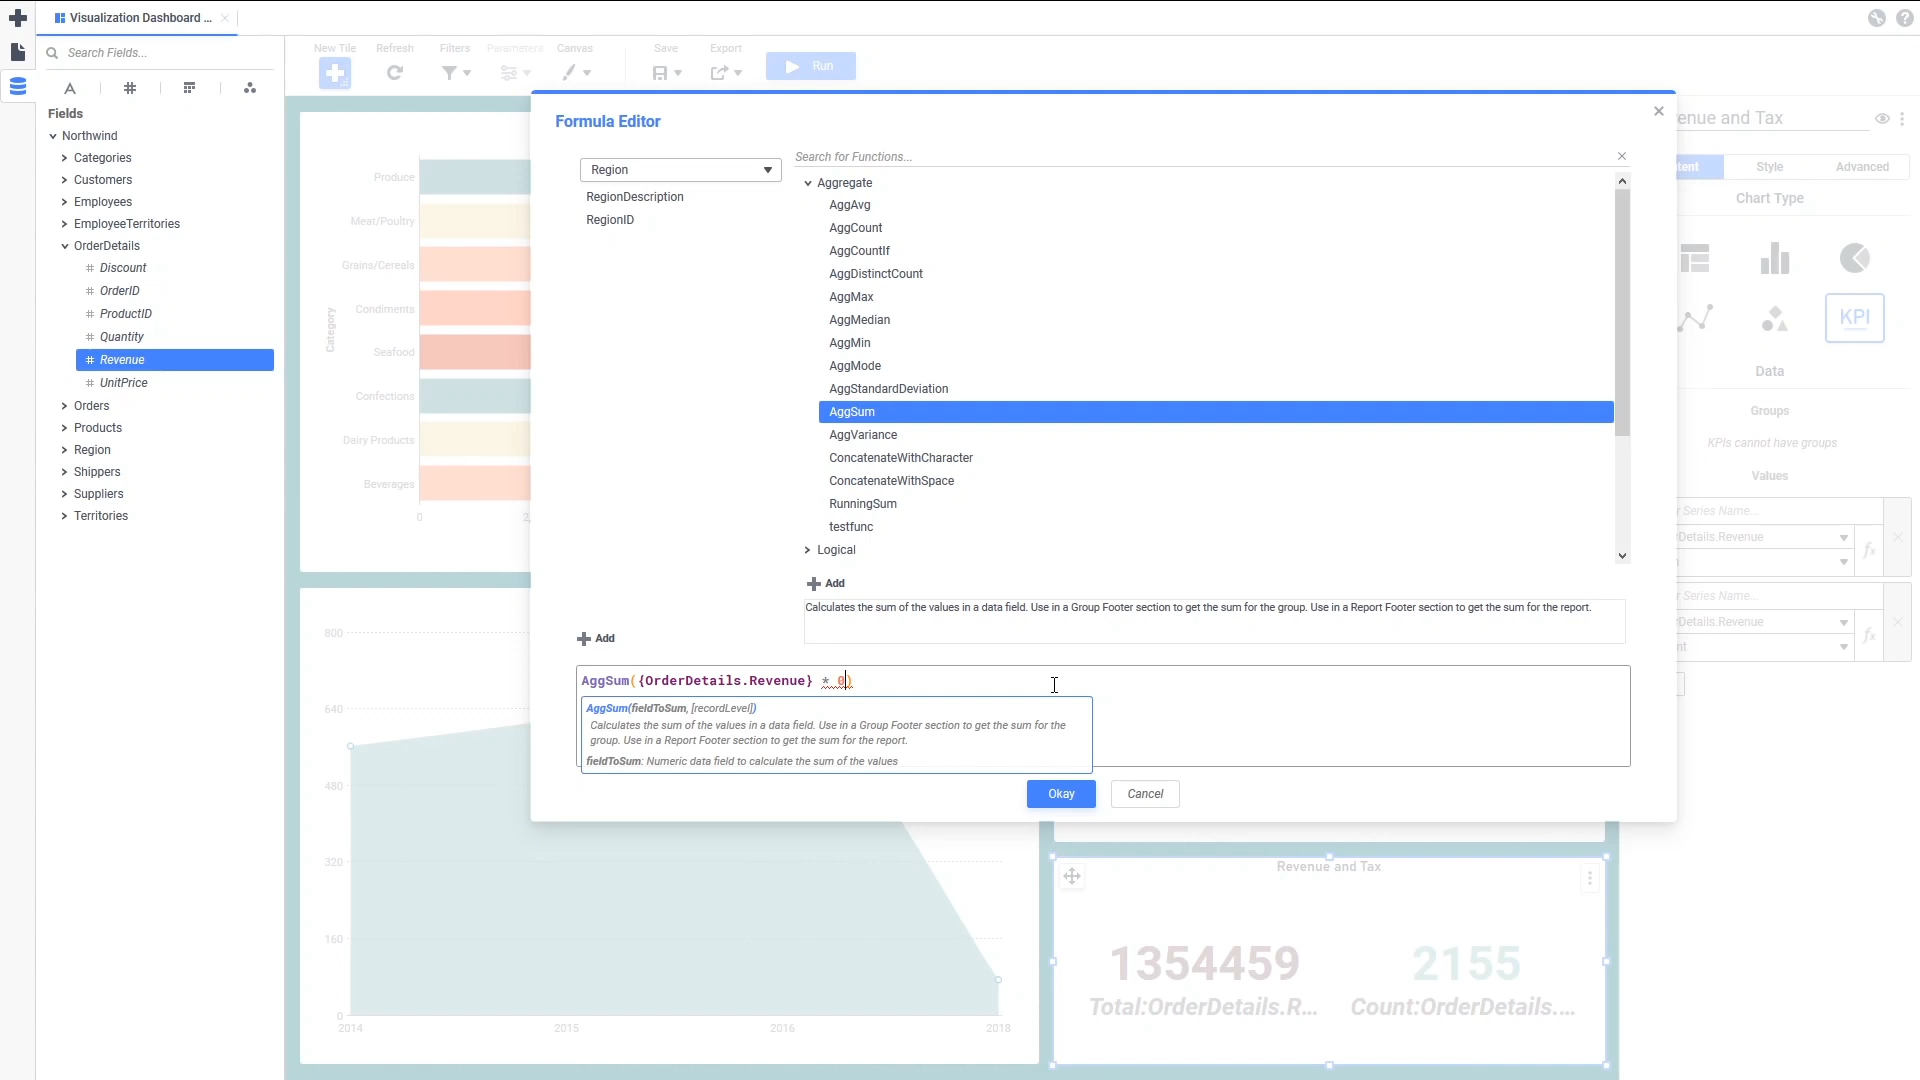 Visualization Dashboard ...
Search Fields...
Fields
Northwind
Categories
Customers
Employees
EmployeeTerritories
OrderDetails
Discount
OrderID
ProductID
Quantity
Revenue
UnitPrice
Orders
Products
Region
Shippers
Suppliers
Territories
New Tile
Refresh
Filters
Parameters
Canvas
Save
Export
Run
Category
Produce
Meat/Poultry
Grains/Cereals
Condiments
Seafood
Confections
Dairy Products
Beverages
0
2,
800
640
480
320
160
0
2014
2015
2016
2018
Formula Editor
Region
RegionDescription
RegionID
Add
Search for Functions...
Aggregate
AggAvg
AggCount
AggCountIf
AggDistinctCount
AggMax
AggMedian
AggMin
AggMode
AggStandardDeviation
AggSum
AggVariance
ConcatenateWithCharacter
ConcatenateWithSpace
RunningSum
testfunc
Logical
Add
Calculates the sum of the values in a data field. Use in a Group Footer section to get the sum for the group. Use in a Report Footer section to get the sum for the report.
AggSum({OrderDetails.Revenue} * 0)
AggSum(fieldToSum, [recordLevel])
Calculates the sum of the values in a data field. Use in a Group Footer section to get the sum for the
group. Use in a Report Footer section to get the sum for the report.
fieldToSum: Numeric data field to calculate the sum of the values
Okay
Cancel
Revenue and Tax
1354459
Total:OrderDetails.R...
2155
Count:OrderDetails....
enue and Tax
tent
Style
Advanced
Chart Type
KPI
Data
Groups
KPIs cannot have groups
Values
Series Name...
Details.Revenue
fx
Series Name...
Details.Revenue
nt
fx